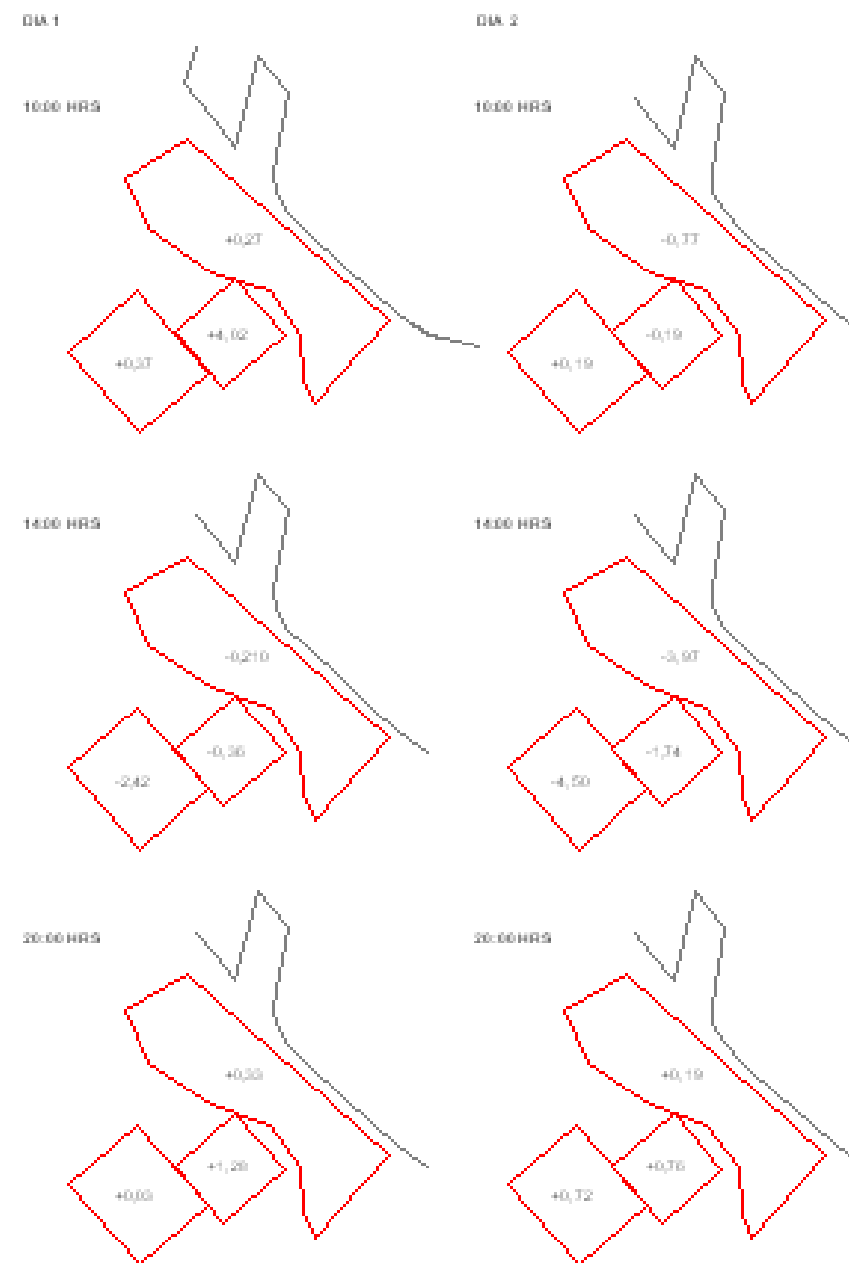 DIA 1
DIA 2
10:00 HRS
10:00 HRS
+0,27
-0,77
+4,02
-0,19
+0,37
+0,19
14:00 HRS
14:00 HRS
-0,210
-3,97
-0,36
-1,74
-2,42
-4,50
20:00 HRS
20:00 HRS
+0,33
+0,19
+1,28
+0,76
+0,03
+0,72